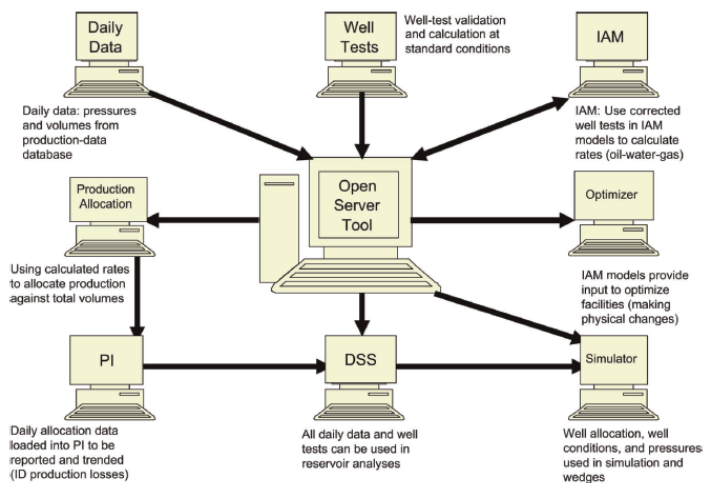 Daily
Data
Daily data: pressures
and volumes from
production-data
database
Well
Tests
Well-test validation
and calculation at
standard conditions
IAM
IAM: Use corrected
well tests in IAM
models to calculate
rates (oil-water-gas)
Open
Server
Tool
Production
Allocation
Using calculated rates
to allocate production
against total volumes
Optimizer
IAM models provide
input to optimize
facilities (making
physical changes)
PI
Daily allocation data
loaded into PI to be
reported and trended
(ID production losses)
DSS
All daily data and well
tests can be used in
reservoir analyses
Simulator
Well allocation, well
conditions, and pressures
used in simulation and
wedges